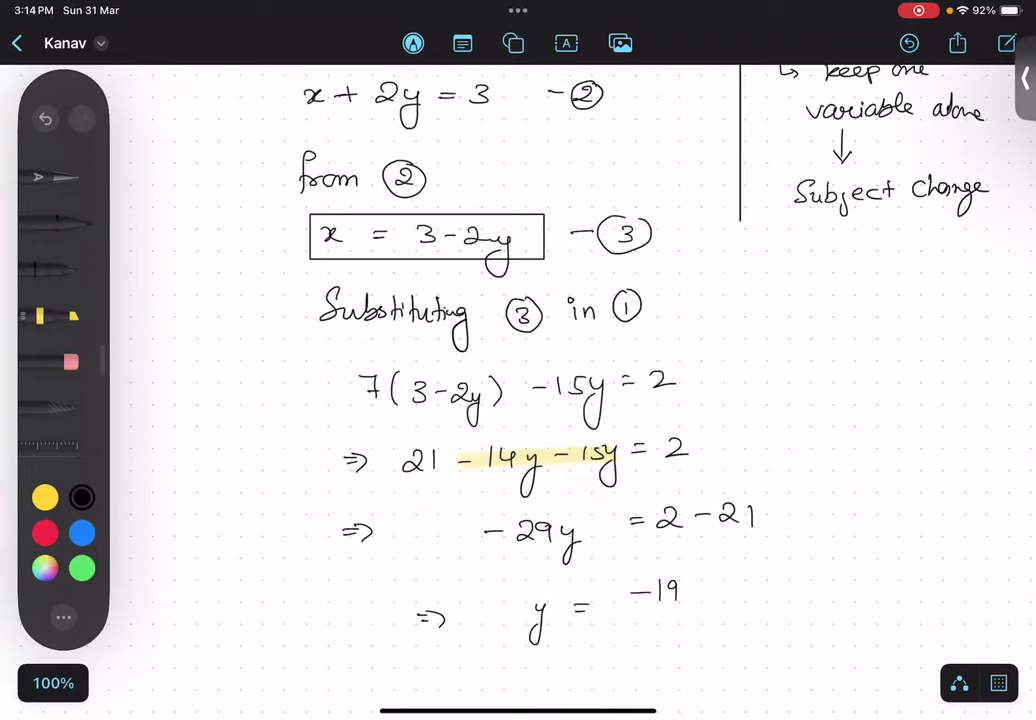 3:14 PM Sun 31 Mar
92%
Kanav
A
x + 2y = 3 - ②
from ②
x = 3 - 2y - ③
Substituting ③ in ①
7(3 - 2y) - 15y = 2
⇒ 21 - 14y - 15y = 2
⇒ - 29y = 2 - 21
⇒ y = -19
↳ keep one
variable alone
↓
Subject change
100%